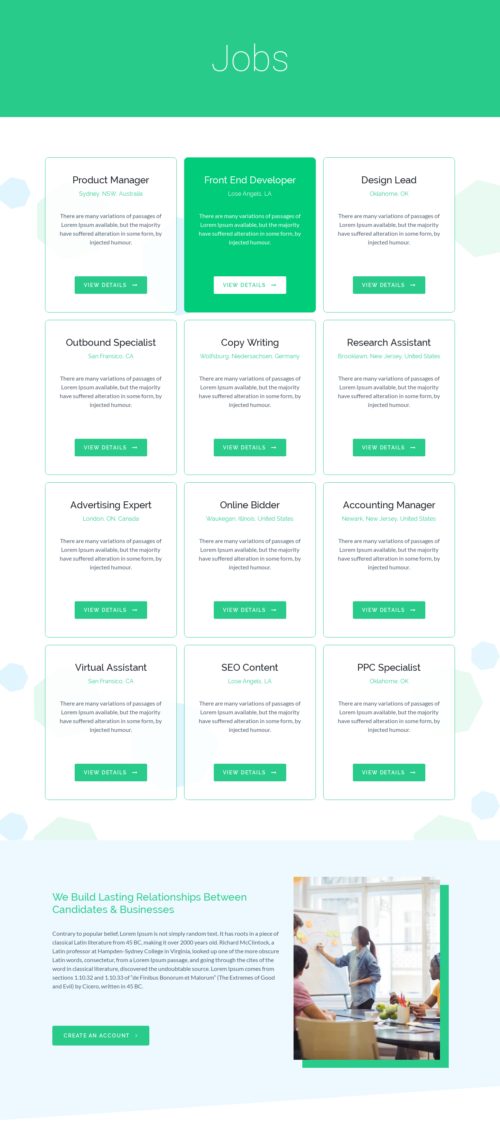 Jobs
Product Manager
Sydney, NSW, Australia
There are many variations of passages of
Lorem Ipsum available, but the majority
have suffered alteration in some form, by
injected humour.
VIEW DETAILS
Front End Developer
Lose Angels, LA
There are many variations of passages of
Lorem Ipsum available, but the majority
have suffered alteration in some form, by
injected humour.
VIEW DETAILS
Design Lead
Oklahome, OK
There are many variations of passages of
Lorem Ipsum available, but the majority
have suffered alteration in some form, by
injected humour.
VIEW DETAILS
Outbound Specialist
San Fransico, CA
There are many variations of passages of
Lorem Ipsum available, but the majority
have suffered alteration in some form, by
injected humour.
VIEW DETAILS
Copy Writing
Wolfsburg, Niedersachsen, Germany
There are many variations of passages of
Lorem Ipsum available, but the majority
have suffered alteration in some form, by
injected humour.
VIEW DETAILS
Research Assistant
Brooklawn, New Jersey, United States
There are many variations of passages of
Lorem Ipsum available, but the majority
have suffered alteration in some form, by
injected humour.
VIEW DETAILS
Advertising Expert
London, ON, Canada
There are many variations of passages of
Lorem Ipsum available, but the majority
have suffered alteration in some form, by
injected humour.
VIEW DETAILS
Online Bidder
Waukegan, Illinois, United States
There are many variations of passages of
Lorem Ipsum available, but the majority
have suffered alteration in some form, by
injected humour.
VIEW DETAILS
Accounting Manager
Newark, New Jersey, United States
There are many variations of passages of
Lorem Ipsum available, but the majority
have suffered alteration in some form, by
injected humour.
VIEW DETAILS
Virtual Assistant
San Fransico, CA
There are many variations of passages of
Lorem Ipsum available, but the majority
have suffered alteration in some form, by
injected humour.
VIEW DETAILS
SEO Content
Lose Angels, LA
There are many variations of passages of
Lorem Ipsum available, but the majority
have suffered alteration in some form, by
injected humour.
VIEW DETAILS
PPC Specialist
Oklahome, OK
There are many variations of passages of
Lorem Ipsum available, but the majority
have suffered alteration in some form, by
injected humour.
VIEW DETAILS
We Build Lasting Relationships Between
Candidates & Businesses
Contrary to popular belief, Lorem Ipsum is not simply random text. It has roots in a piece of
classical Latin literature from 45 BC, making it over 2000 years old. Richard McClintock, a
Latin professor at Hampden-Sydney College in Virginia, looked up one of the more obscure
Latin words, consectetur, from a Lorem Ipsum passage, and going through the cites of the
word in classical literature, discovered the undoubtable source. Lorem Ipsum comes from
sections 1.10.32 and 1.10.33 of "de Finibus Bonorum et Malorum" (The Extremes of Good
and Evil) by Cicero, written in 45 BC.
CREATE AN ACCOUNT